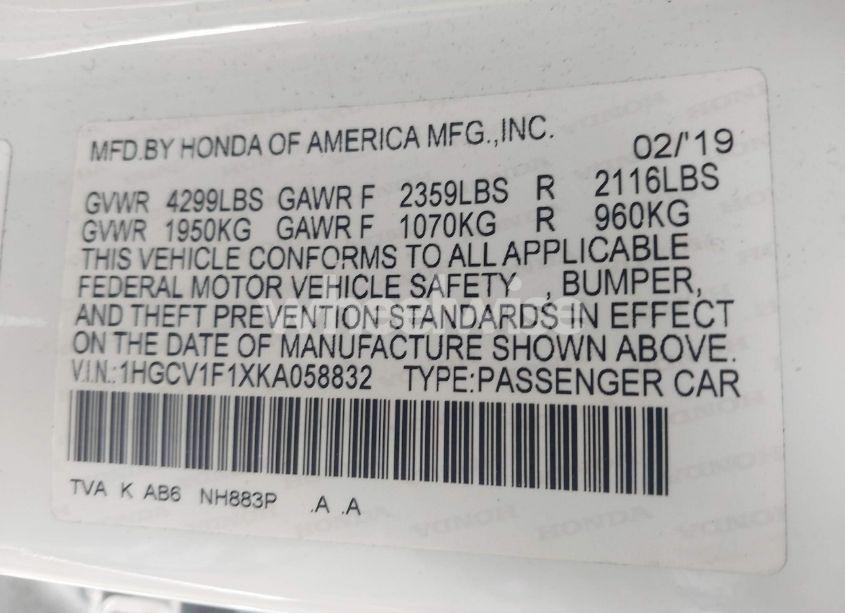 MFD.BY HONDA OF AMERICA MFG.,INC. 02/'19
GVWR 4299LBS GAWR F 2359LBS R 2116LBS
GVWR 1950KG GAWR F 1070KG R 960KG
THIS VEHICLE CONFORMS TO ALL APPLICABLE
FEDERAL MOTOR VEHICLE SAFETY , BUMPER,
AND THEFT PREVENTION STANDARDS IN EFFECT
ON THE DATE OF MANUFACTURE SHOWN ABOVE.
V.I.N.:1HGCV1F1XKA058832 TYPE:PASSENGER CAR
TVA K AB6 NH883P .A .A